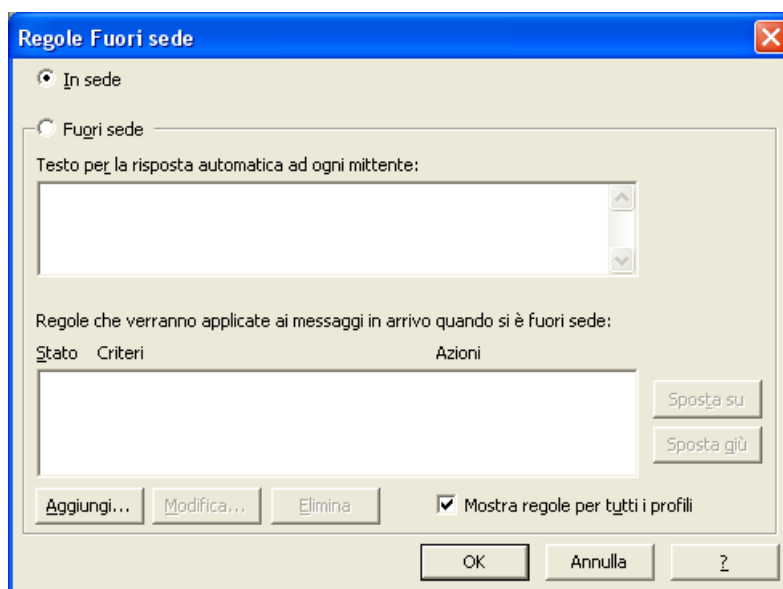 Regole Fuori sede
In sede
Fuori sede
Testo per la risposta automatica ad ogni mittente:
Regole che verranno applicate ai messaggi in arrivo quando si è fuori sede:
Stato Criteri Azioni
Sposta su
Sposta giù
Aggiungi... Modifica... Elimina Mostra regole per tutti i profili
OK Annulla ?